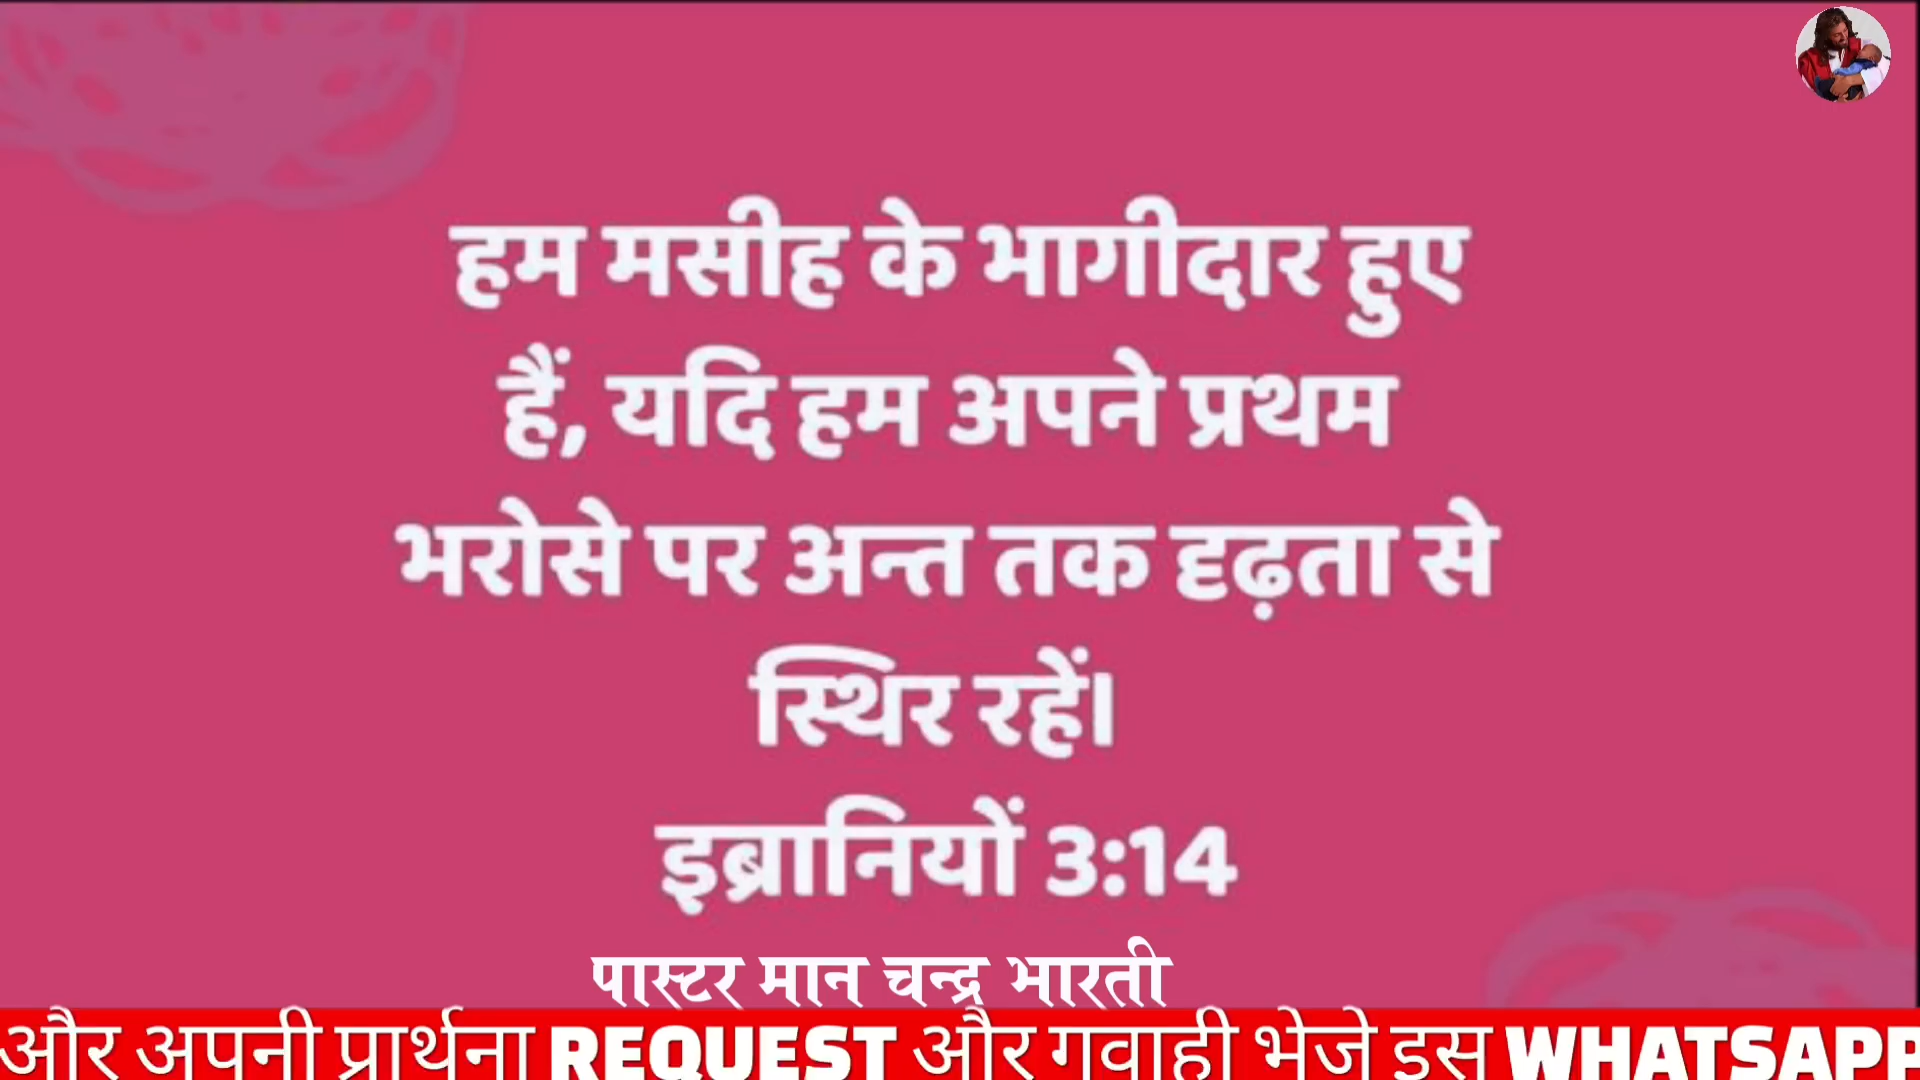 हम मसीह के भागीदार हुए
हैं, यदि हम अपने प्रथम
भरोसे पर अन्त तक दृढ़ता से
स्थिर रहें।
इब्रानियों 3:14
पास्टर मान चन्द्र भारती
और अपनी प्रार्थना REQUEST और गवाही भेजे इस WHATSAPP